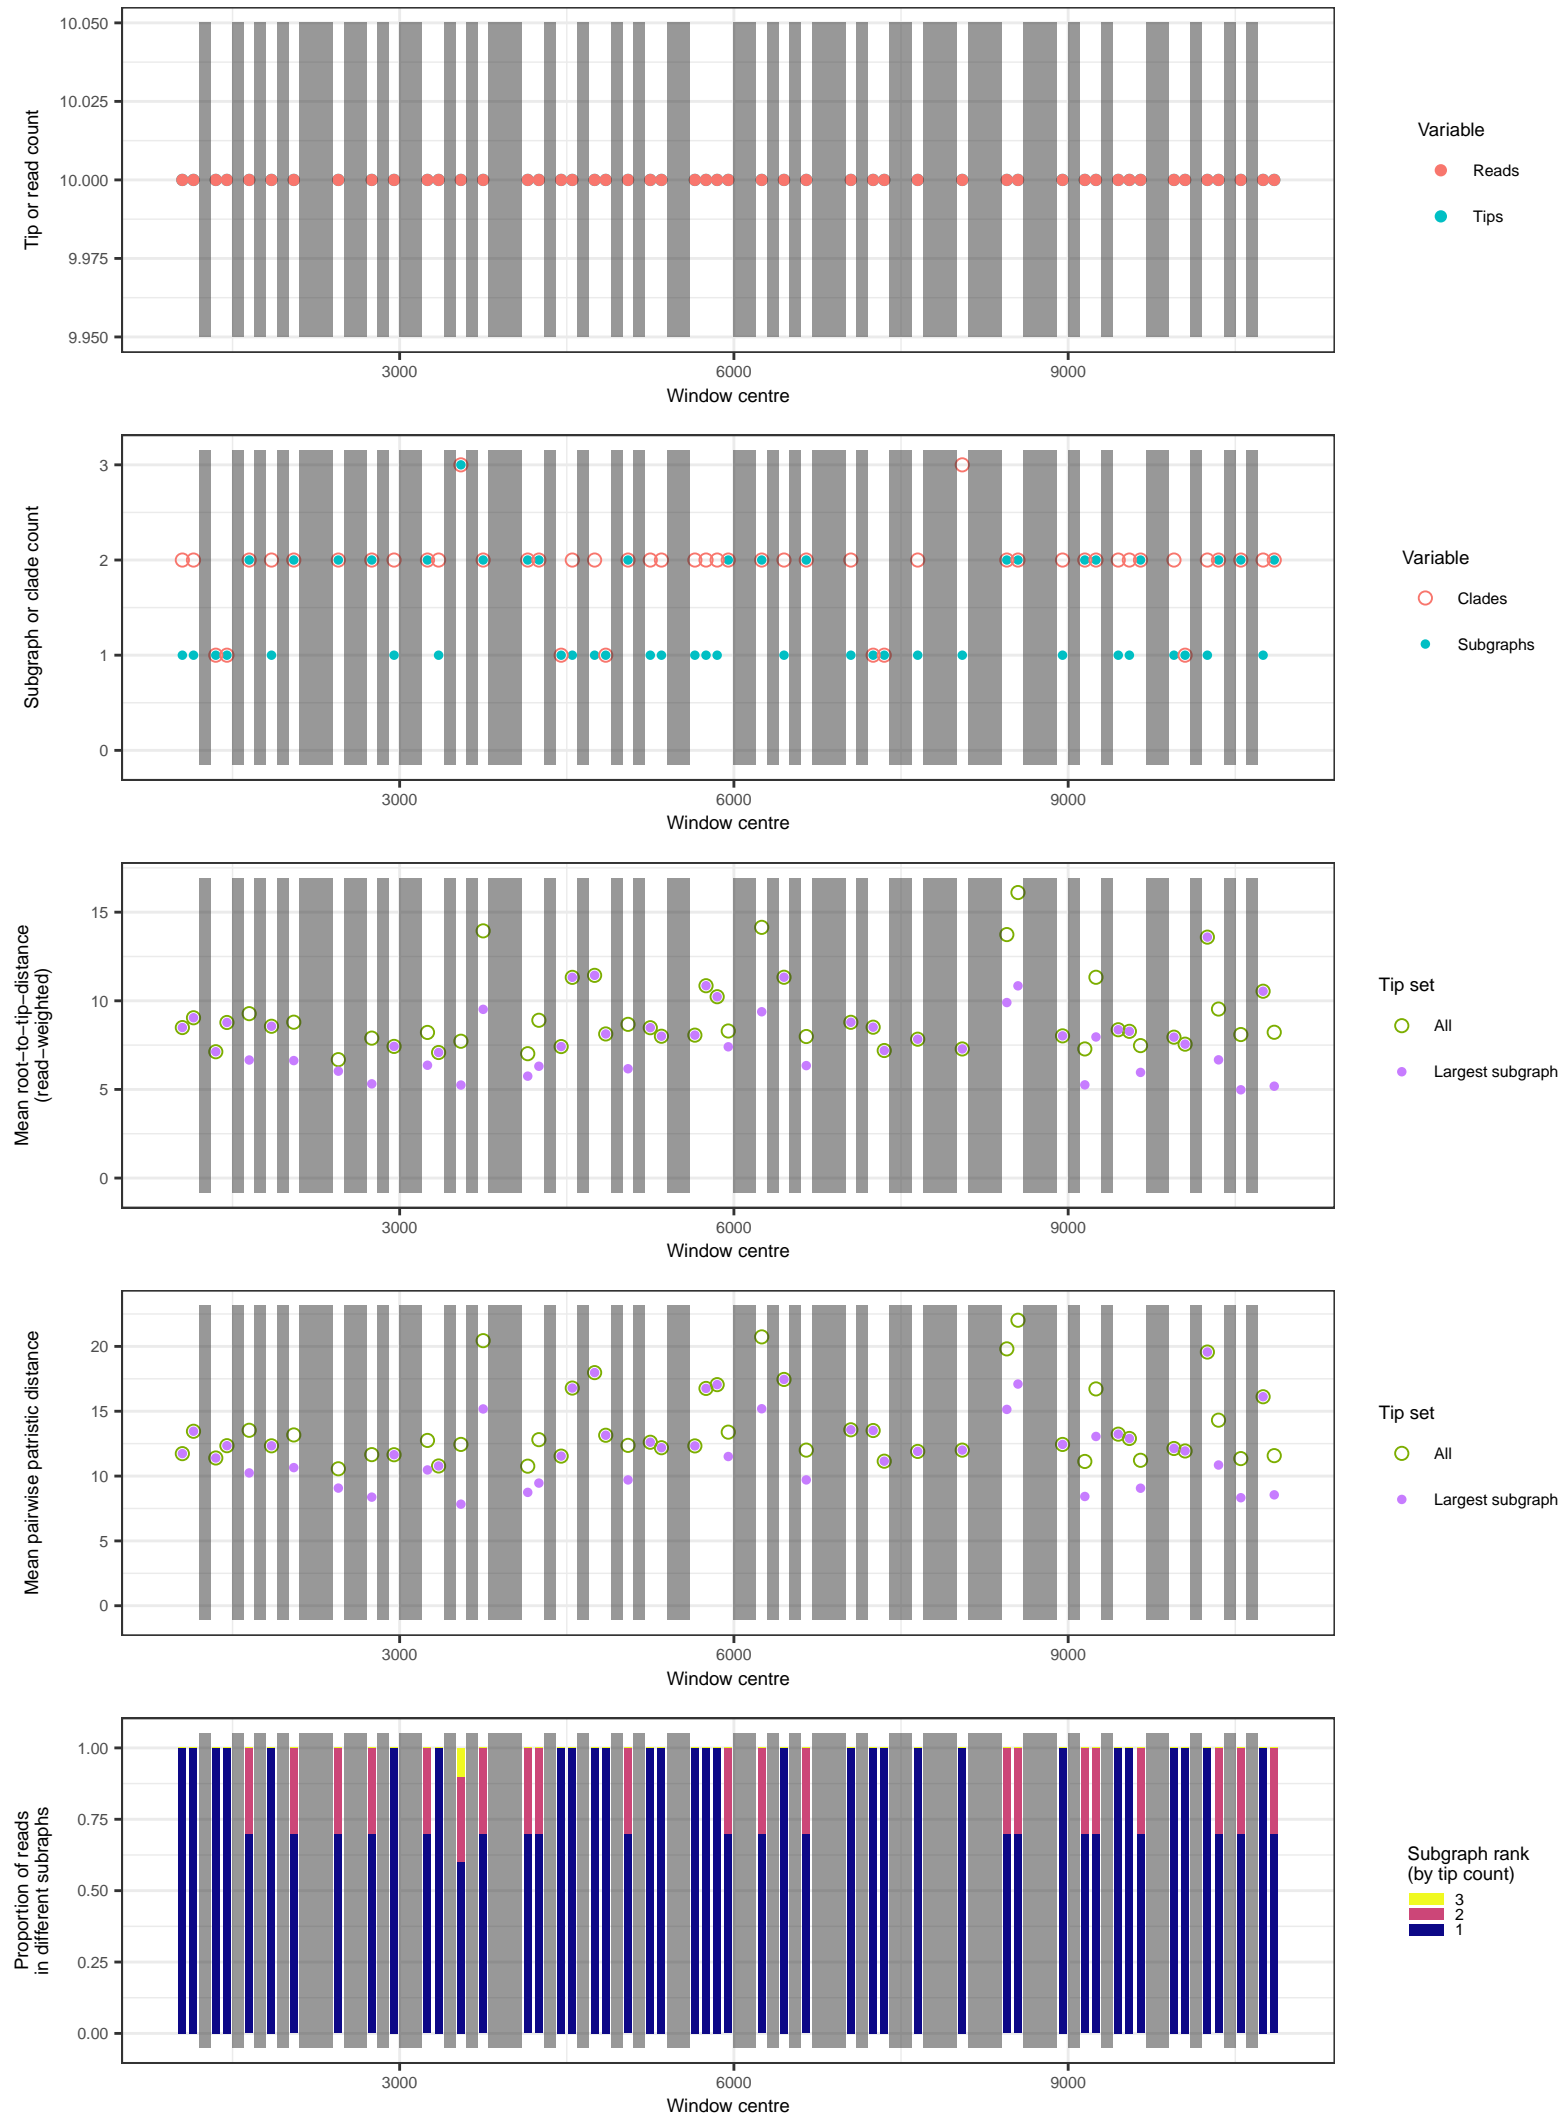 10.050
10.025
10.000
9.975
9.950
Tip or read count
3000
6000
9000
Window centre
Variable
Reads
Tips
3
2
1
0
Subgraph or clade count
3000
6000
9000
Window centre
Variable
Clades
Subgraphs
15
10
5
0
Mean root−to−tip−distance
(read−weighted)
3000
6000
9000
Window centre
Tip set
All
Largest subgraph
20
15
10
5
0
Mean pairwise patristic distance
3000
6000
9000
Window centre
Tip set
All
Largest subgraph
1.00
0.75
0.50
0.25
0.00
Proportion of reads
in different subraphs
3000
6000
9000
Window centre
Subgraph rank
(by tip count)
3
2
1